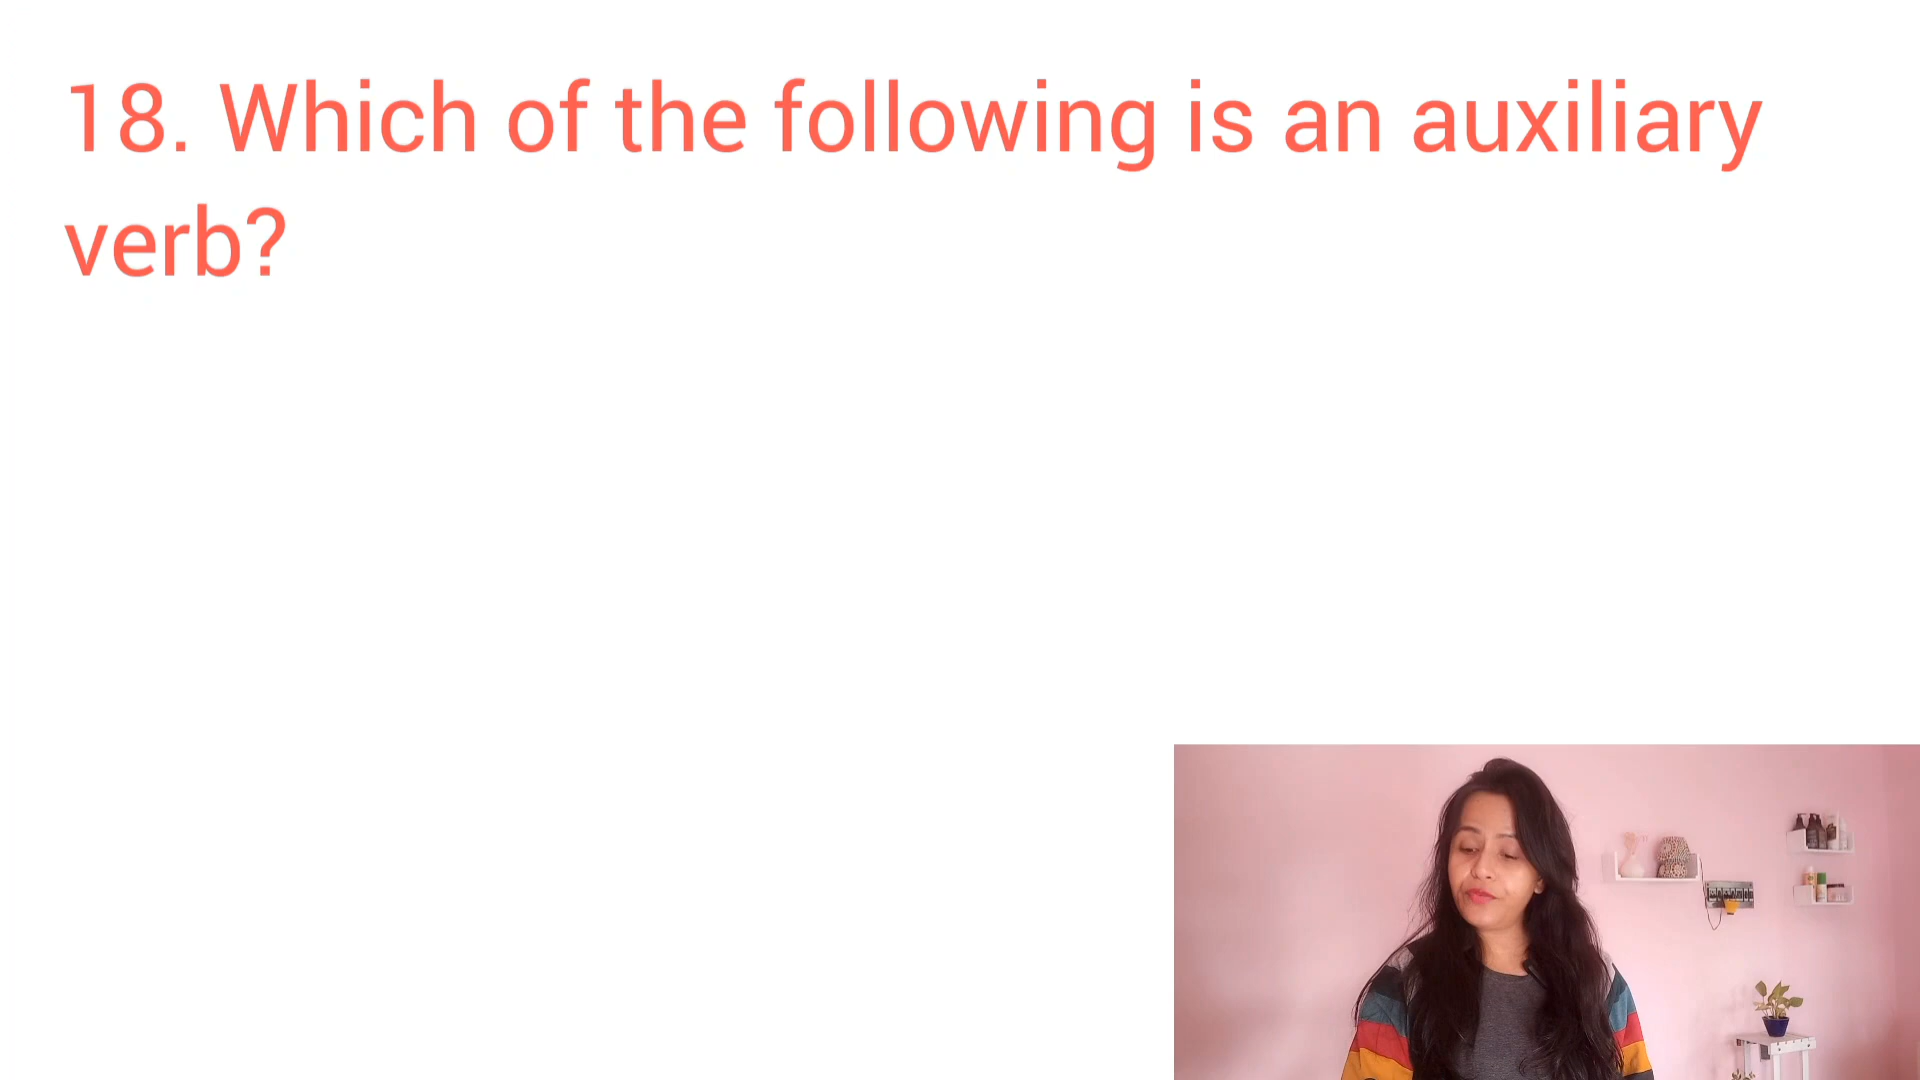 18. Which of the following is an auxiliary
verb?